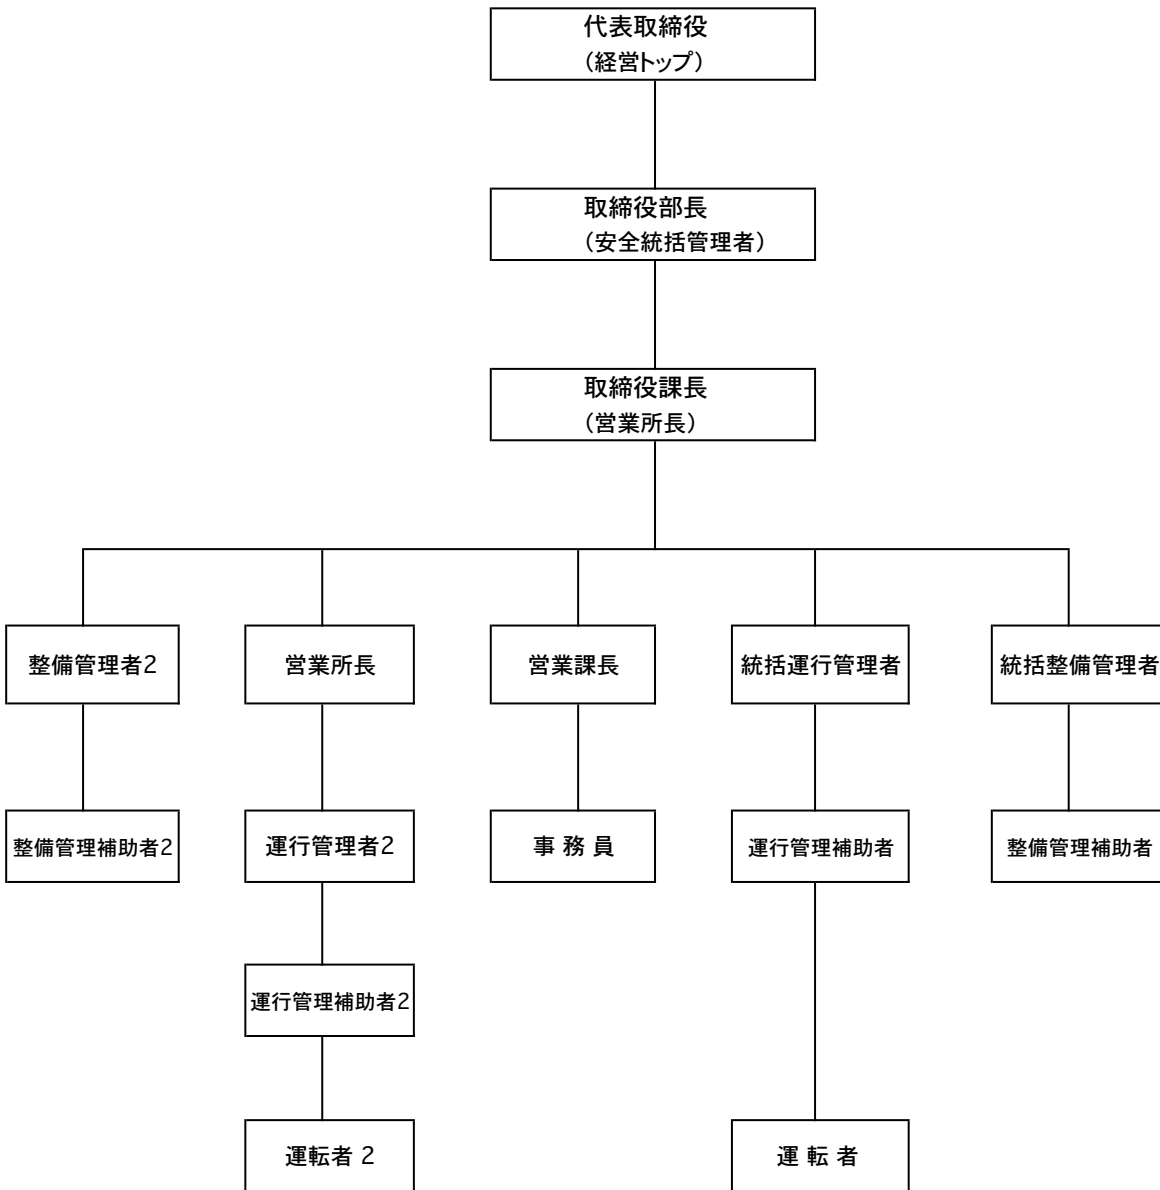 代表取締役
（経営トップ）
取締役部長
（安全統括管理者）
取締役課長
（営業所長）
整備管理者2
営業所長
営業課長
統括運行管理者
統括整備管理者
整備管理補助者2
運行管理者2
事 務 員
運行管理補助者
整備管理補助者
運行管理補助者2
運転者 2
運 転 者